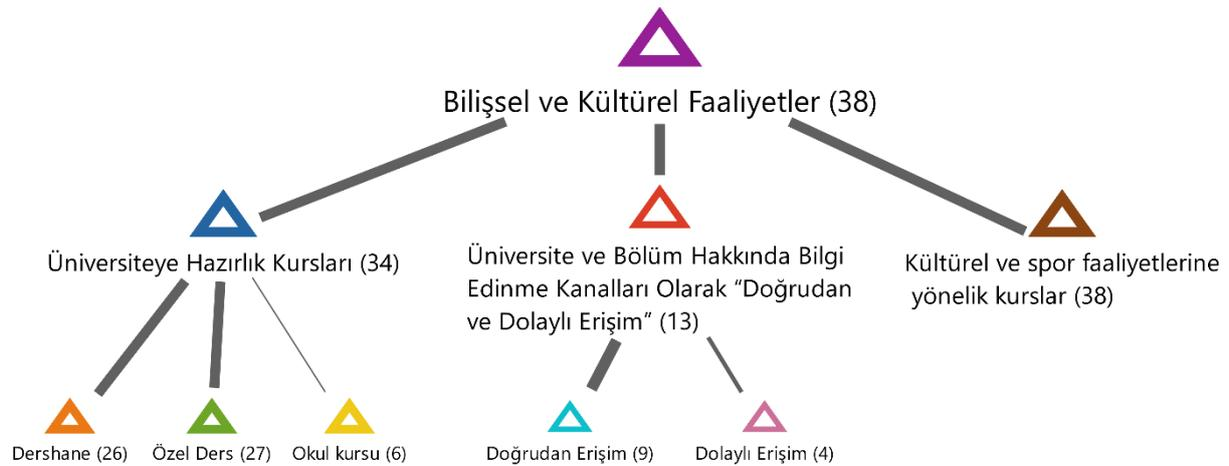 Bilişsel ve Kültürel Faaliyetler (38)
Üniversiteye Hazırlık Kursları (34)
Üniversite ve Bölüm Hakkında Bilgi
Edinme Kanalları Olarak “Doğrudan
ve Dolaylı Erişim” (13)
Kültürel ve spor faaliyetlerine
yönelik kurslar (38)
Dershane (26)
Özel Ders (27)
Okul kursu (6)
Doğrudan Erişim (9)
Dolaylı Erişim (4)